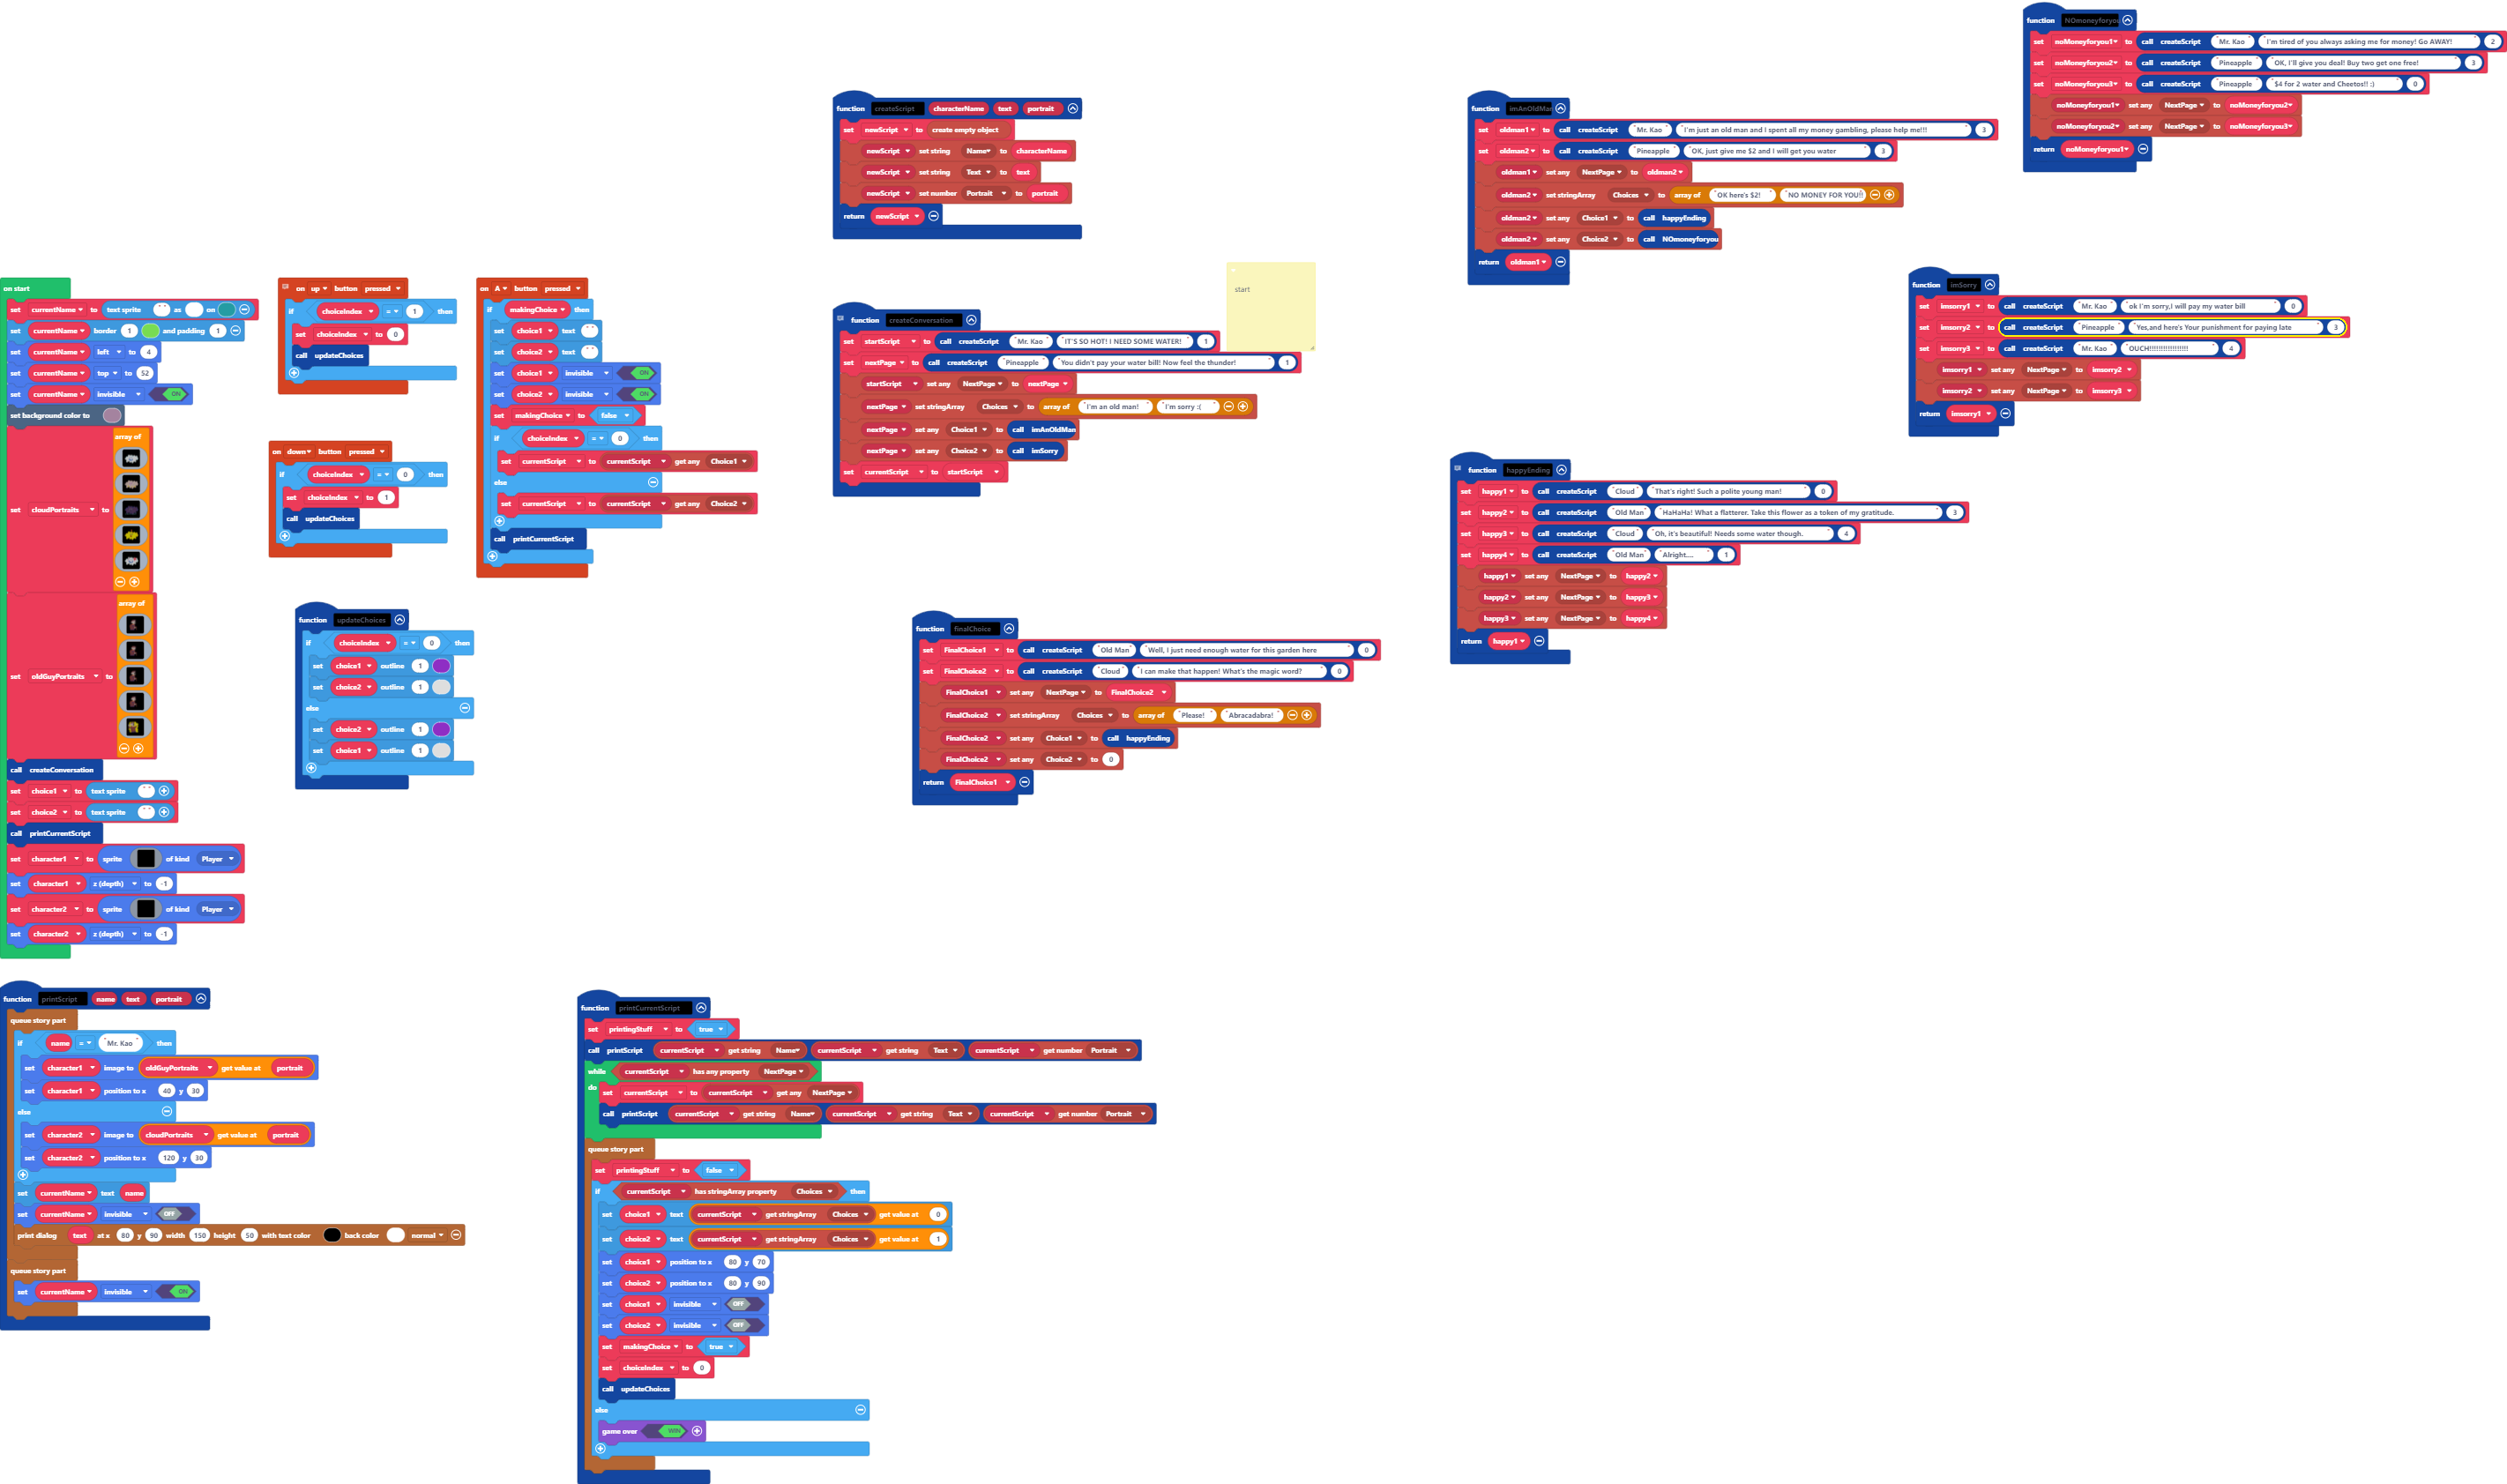 function NOmoneyforyou
set noMoneyforyou1 to call createScript "Mr. Kao" "I'm tired of you always asking me for money! Go AWAY!" 2
set noMoneyforyou2 to call createScript "Pineapple" "OK, I'll give you deal! Buy two get one free!" 3
set noMoneyforyou3 to call createScript "Pineapple" "$4 for 2 water and Cheetos!! :)" 0
noMoneyforyou1 set any NextPage to noMoneyforyou2
noMoneyforyou2 set any NextPage to noMoneyforyou3
return noMoneyforyou1
function createScript characterName text portrait
set newScript to create empty object
newScript set string Name to characterName
newScript set string Text to text
newScript set number Portrait to portrait
return newScript
function imAnOldMan
set oldman1 to call createScript "Mr. Kao" "I'm just an old man and I spent all my money gambling, please help me!!!" 3
set oldman2 to call createScript "Pineapple" "OK, just give me $2 and I will get you water" 3
oldman1 set any NextPage to oldman2
oldman2 set stringArray Choices to array of "OK here's $2!" "NO MONEY FOR YOU!!
oldman2 set any Choice1 to call happyEnding
oldman2 set any Choice2 to call NOmoneyforyou
return oldman1
start
function imSorry
set imsorry1 to call createScript "Mr. Kao" "ok I'm sorry,I will pay my water bill" 0
set imsorry2 to call createScript "Pineapple" "Yes,and here's Your punishment for paying late" 3
set imsorry3 to call createScript "Mr. Kao" "OUCH!!!!!!!!!!!!!!!!!" 4
imsorry1 set any NextPage to imsorry2
imsorry2 set any NextPage to imsorry3
return imsorry1
on start
set currentName to text sprite " " as on
set currentName border 1 and padding 1
set currentName left to 4
set currentName top to 52
set currentName invisible ON
set background color to
array of
set cloudPortraits to
array of
set oldGuyPortraits to
call createConversation
set choice1 to text sprite " "
set choice2 to text sprite " "
call printCurrentScript
set character1 to sprite of kind Player
set character1 z (depth) to -1
set character2 to sprite of kind Player
set character2 z (depth) to -1
on up button pressed
if choiceIndex = 1 then
set choiceIndex to 0
call updateChoices
on down button pressed
if choiceIndex = 0 then
set choiceIndex to 1
call updateChoices
on A button pressed
if makingChoice then
set choice1 text " "
set choice2 text " "
set choice1 invisible ON
set choice2 invisible ON
set makingChoice to false
if choiceIndex = 0 then
set currentScript to currentScript get any Choice1
else
set currentScript to currentScript get any Choice2
call printCurrentScript
function createConversation
set startScript to call createScript "Mr. Kao" "IT'S SO HOT! I NEED SOME WATER!" 1
set nextPage to call createScript "Pineapple" "You didn't pay your water bill! Now feel the thunder!" 1
startScript set any NextPage to nextPage
nextPage set stringArray Choices to array of "I'm an old man!" "I'm sorry :("
nextPage set any Choice1 to call imAnOldMan
nextPage set any Choice2 to call imSorry
set currentScript to startScript
function happyEnding
set happy1 to call createScript "Cloud" "That's right! Such a polite young man!" 0
set happy2 to call createScript "Old Man" "HaHaHa! What a flatterer. Take this flower as a token of my gratitude." 3
set happy3 to call createScript "Cloud" "Oh, it's beautiful! Needs some water though." 4
set happy4 to call createScript "Old Man" "Alright...." 1
happy1 set any NextPage to happy2
happy2 set any NextPage to happy3
happy3 set any NextPage to happy4
return happy1
function updateChoices
if choiceIndex = 0 then
set choice1 outline 1
set choice2 outline 1
else
set choice2 outline 1
set choice1 outline 1
function finalChoice
set FinalChoice1 to call createScript "Old Man" "Well, I just need enough water for this garden here" 0
set FinalChoice2 to call createScript "Cloud" "I can make that happen! What's the magic word?" 0
FinalChoice1 set any NextPage to FinalChoice2
FinalChoice2 set stringArray Choices to array of "Please!" "Abracadabra!"
FinalChoice2 set any Choice1 to call happyEnding
FinalChoice2 set any Choice2 to 0
return FinalChoice1
function printScript name text portrait
queue story part
if name = "Mr. Kao" then
set character1 image to oldGuyPortraits get value at portrait
set character1 position to x 40 y 30
else
set character2 image to cloudPortraits get value at portrait
set character2 position to x 120 y 30
set currentName text name
set currentName invisible OFF
print dialog text at x 80 y 90 width 150 height 50 with text color back color normal
queue story part
set currentName invisible ON
function printCurrentScript
set printingStuff to true
call printScript currentScript get string Name currentScript get string Text currentScript get number Portrait
while currentScript has any property NextPage
do set currentScript to currentScript get any NextPage
call printScript currentScript get string Name currentScript get string Text currentScript get number Portrait
queue story part
set printingStuff to false
if currentScript has stringArray property Choices then
set choice1 text currentScript get stringArray Choices get value at 0
set choice2 text currentScript get stringArray Choices get value at 1
set choice1 position to x 80 y 70
set choice2 position to x 80 y 90
set choice1 invisible OFF
set choice2 invisible OFF
set makingChoice to true
set choiceIndex to 0
call updateChoices
else
game over WIN